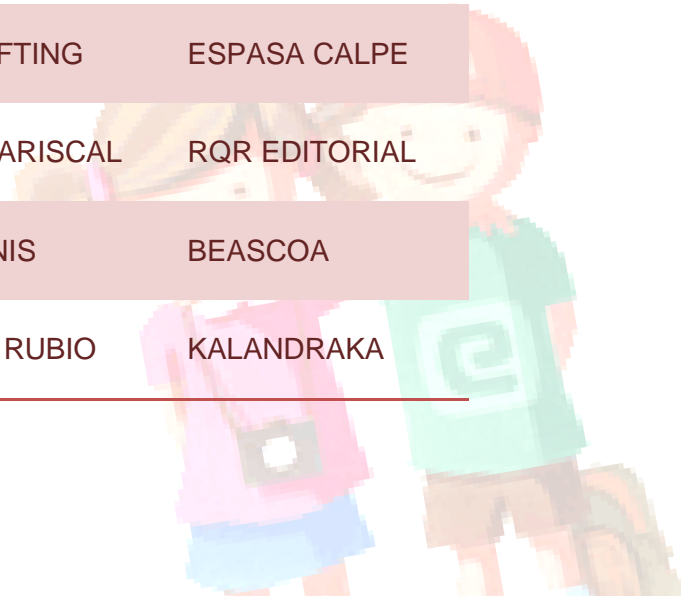 FTING ESPASA CALPE
ARISCAL RQR EDITORIAL
NIS BEASCOA
RUBIO KALANDRAKA